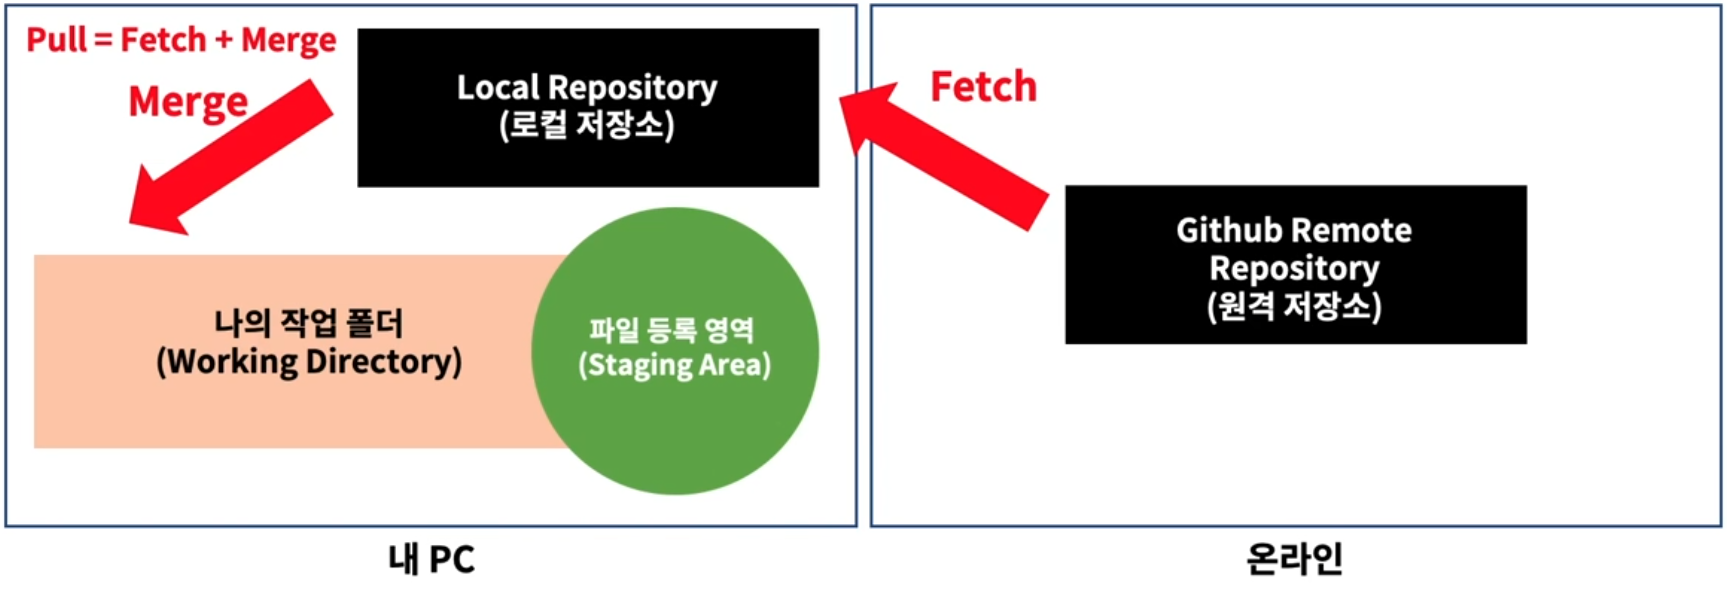 Pull = Fetch + Merge
Merge
Local Repository
(로컬 저장소)
Fetch
Github Remote
Repository
(원격 저장소)
나의 작업 폴더
(Working Directory)
파일 등록 영역
(Staging Area)
내 PC
온라인